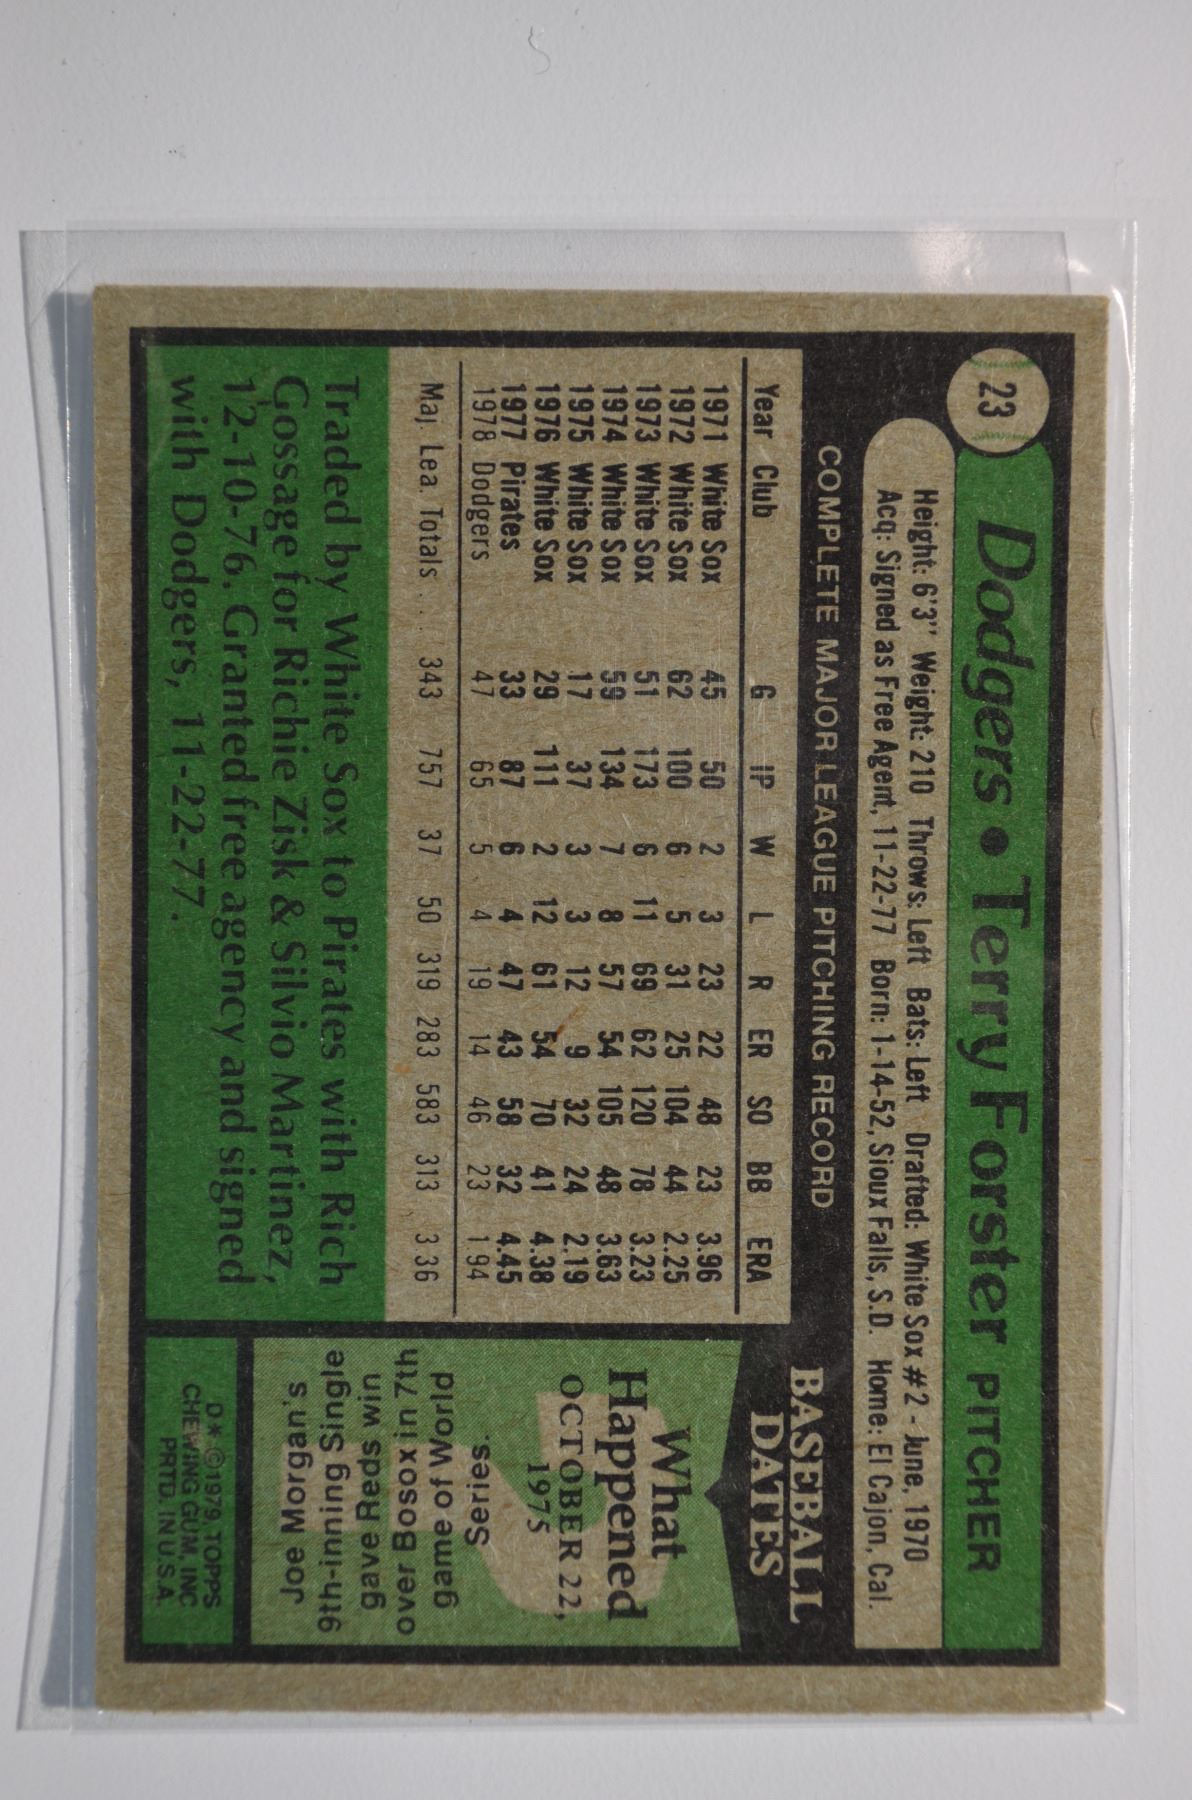 23
Dodgers • Terry Forster PITCHER
Height: 6'3" Weight: 210 Throws: Left Bats: Left Drafted: White Sox #2 - June, 1970
Acq: Signed as Free Agent, 11-22-77 Born: 1-14-52, Sioux Falls, S.D. Home: El Cajon, Cal.
COMPLETE MAJOR LEAGUE PITCHING RECORD
Year Club G IP W L R ER SO BB ERA
1971 White Sox 45 50 2 3 23 22 48 23 3.96
1972 White Sox 62 100 6 5 31 25 104 44 2.25
1973 White Sox 51 173 6 11 69 62 120 78 3.23
1974 White Sox 59 134 7 8 57 54 105 48 3.63
1975 White Sox 17 37 3 3 12 9 32 24 2.19
1976 White Sox 29 111 2 12 61 54 70 41 4.38
1977 Pirates 33 87 6 4 47 43 58 32 4.45
1978 Dodgers 47 65 5 4 19 14 46 23 1.94
Maj. Lea. Totals . . 343 757 37 50 319 283 583 313 3.36
Traded by White Sox to Pirates with Rich
Gossage for Richie Zisk & Silvio Martinez,
12-10-76. Granted free agency and signed
with Dodgers, 11-22-77.
BASEBALL
DATES
What
Happened
OCTOBER 22,
1975
Joe Morgan's
9th-inning Single
gave Reds win
over Bosox in 7th
game of World
Series.
D* © 1979 TOPPS
CHEWING GUM, INC
PRTD. IN U.S.A.